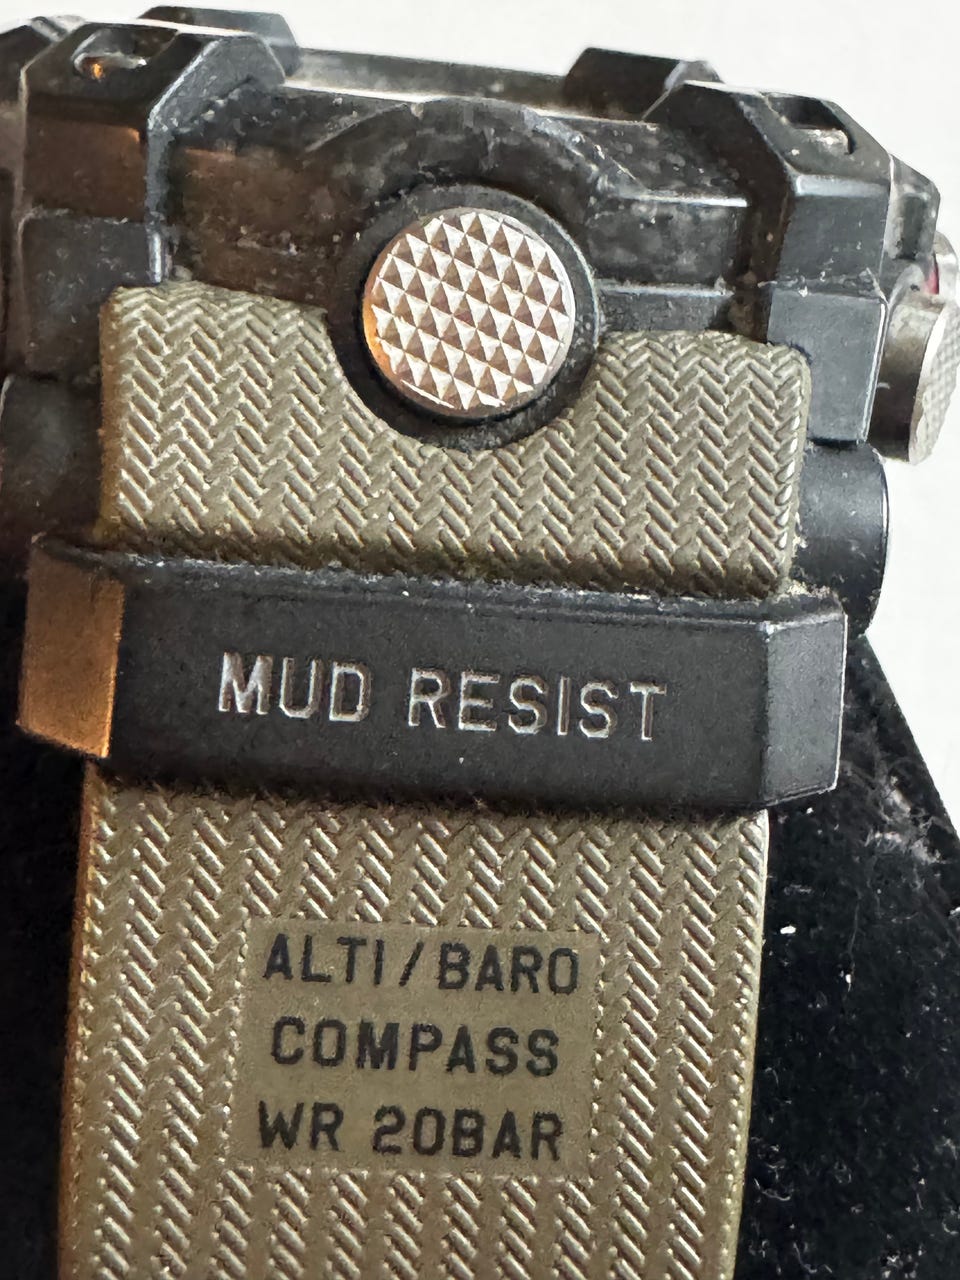 MUD RESIST
ALTI/BARO
COMPASS
WR 20BAR